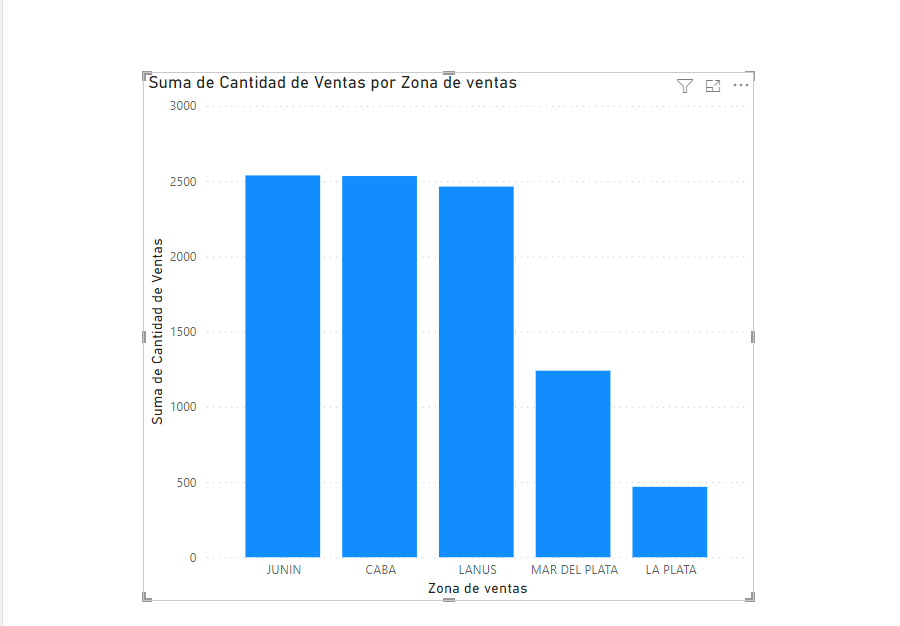 Suma de Cantidad de Ventas por Zona de ventas
3000
2500
2000
1500
1000
500
0
Suma de Cantidad de Ventas
JUNIN CABA LANUS MAR DEL PLATA LA PLATA
Zona de ventas